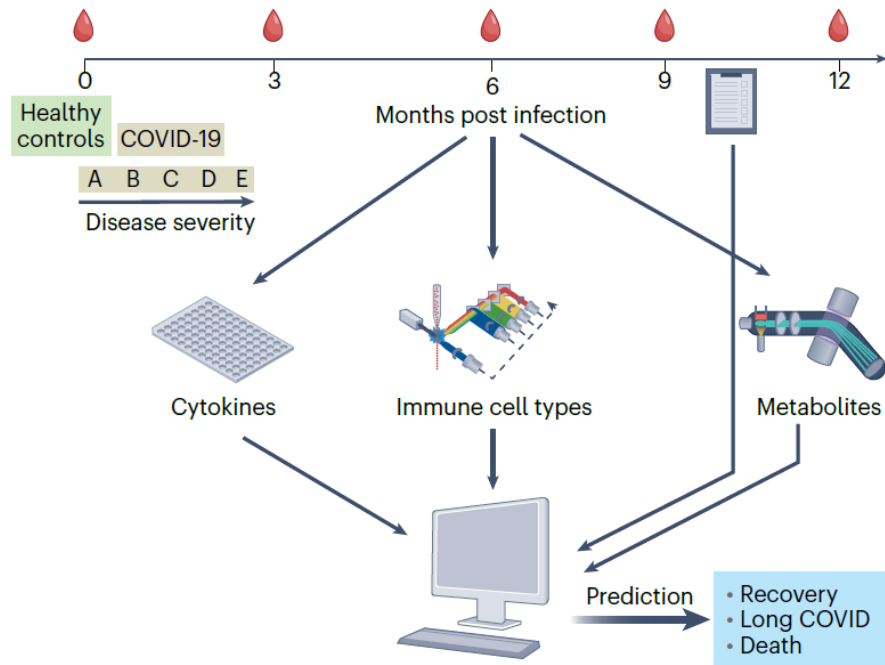 0
3
6
9
12
Months post infection
Healthy
controls
COVID-19
A B C D E
Disease severity
Cytokines
Immune cell types
Metabolites
Prediction
• Recovery
• Long COVID
• Death